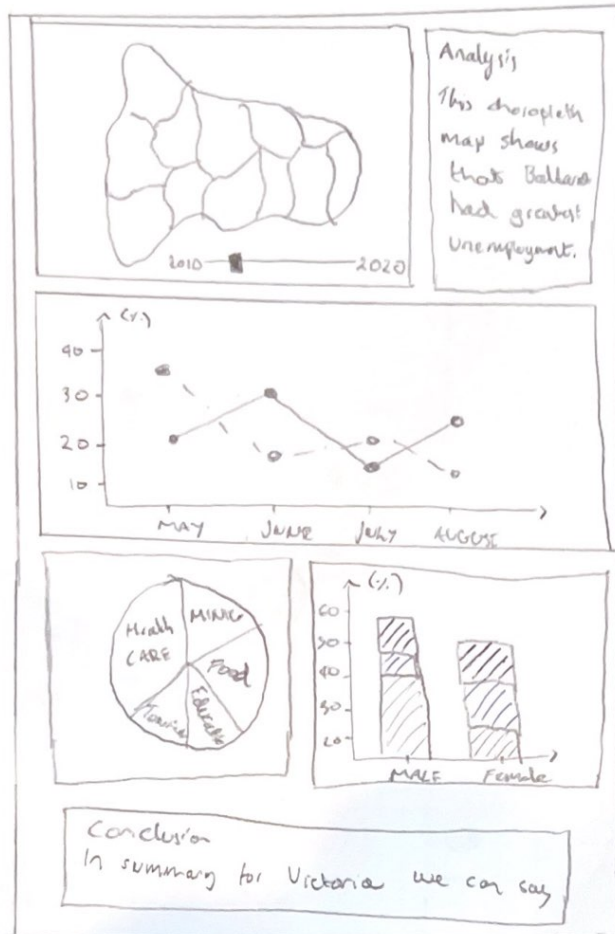 Analysis
This choropleth
map shows
that Ballarat
had greatest
unemployment.
2010
2020
(%)
40
30
20
10
MAY
JUNE
JULY
AUGUST
Health
CARE
MINING
Food
Education
Tourism
(%)
60
50
40
30
20
MALE
Female
Conclusion
In summary for Victoria we can say